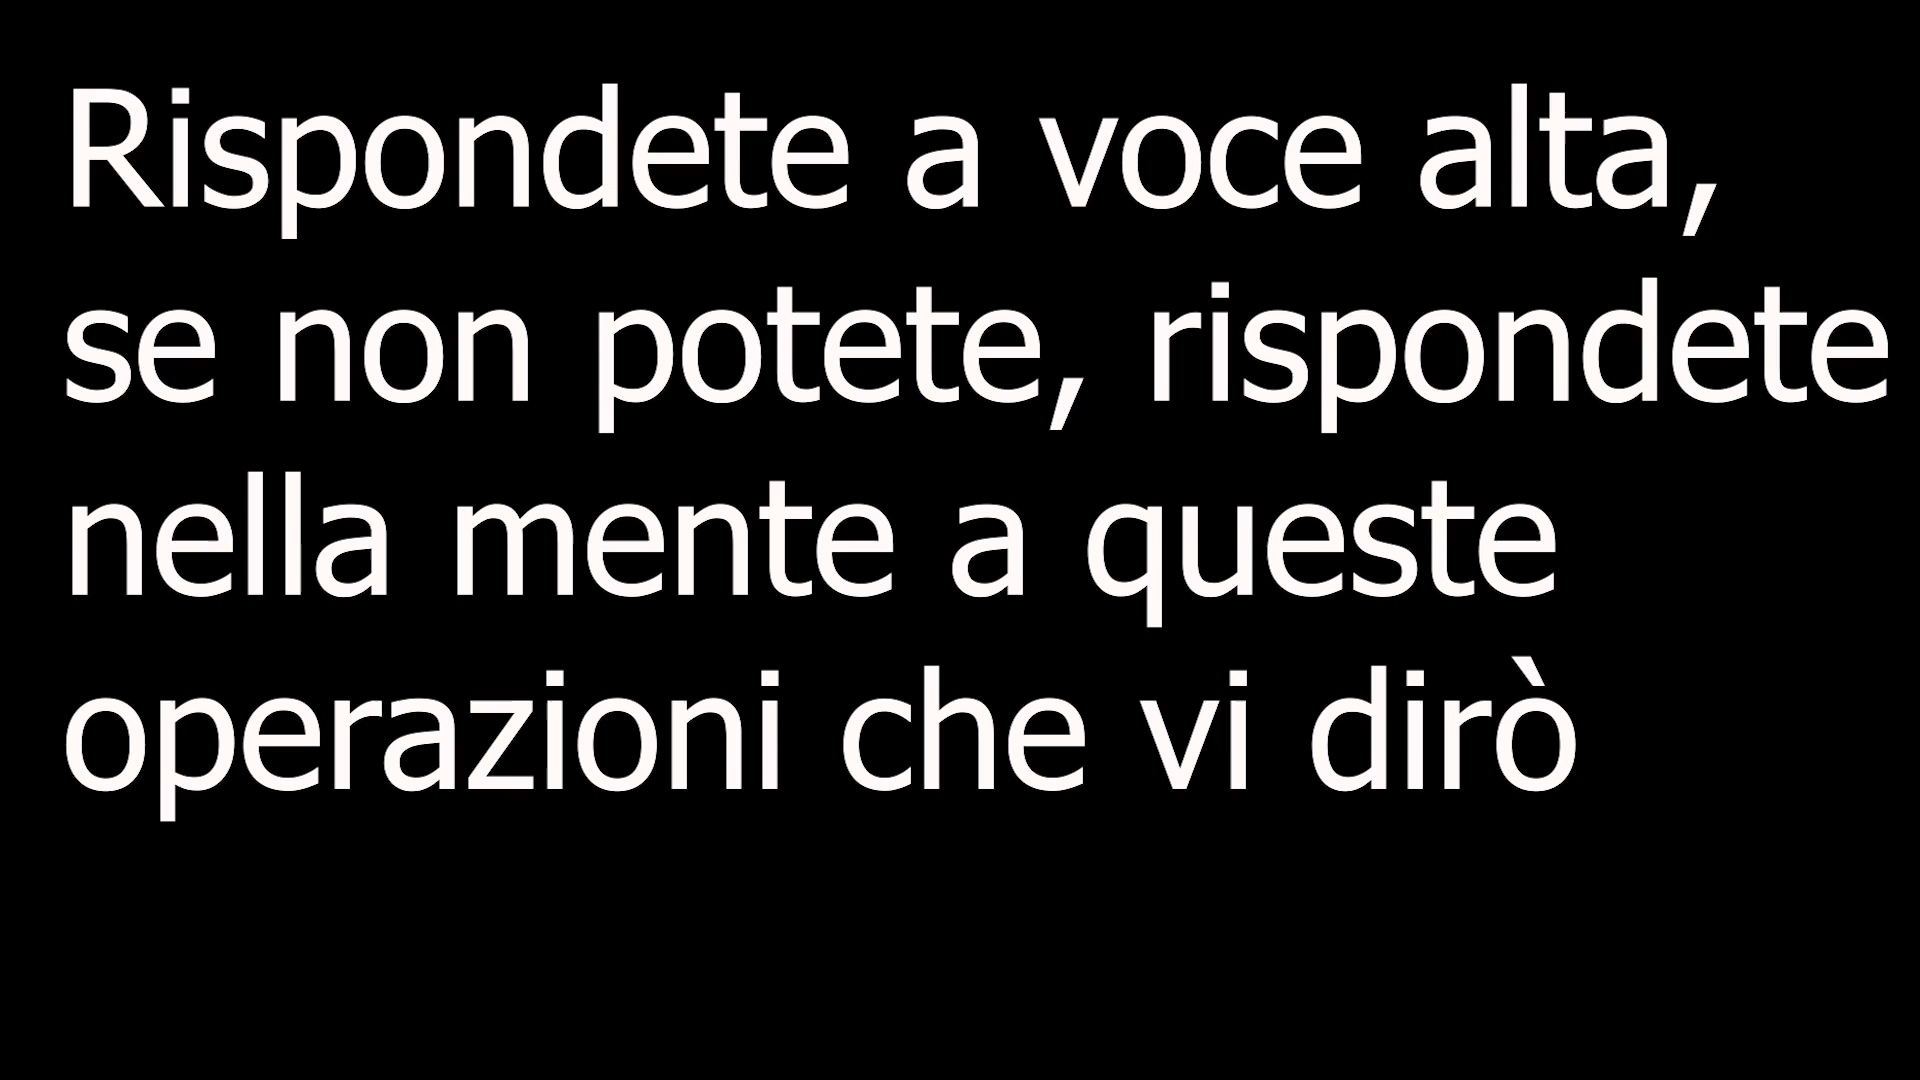 Rispondete a voce alta,
se non potete, rispondete
nella mente a queste
operazioni che vi dirò